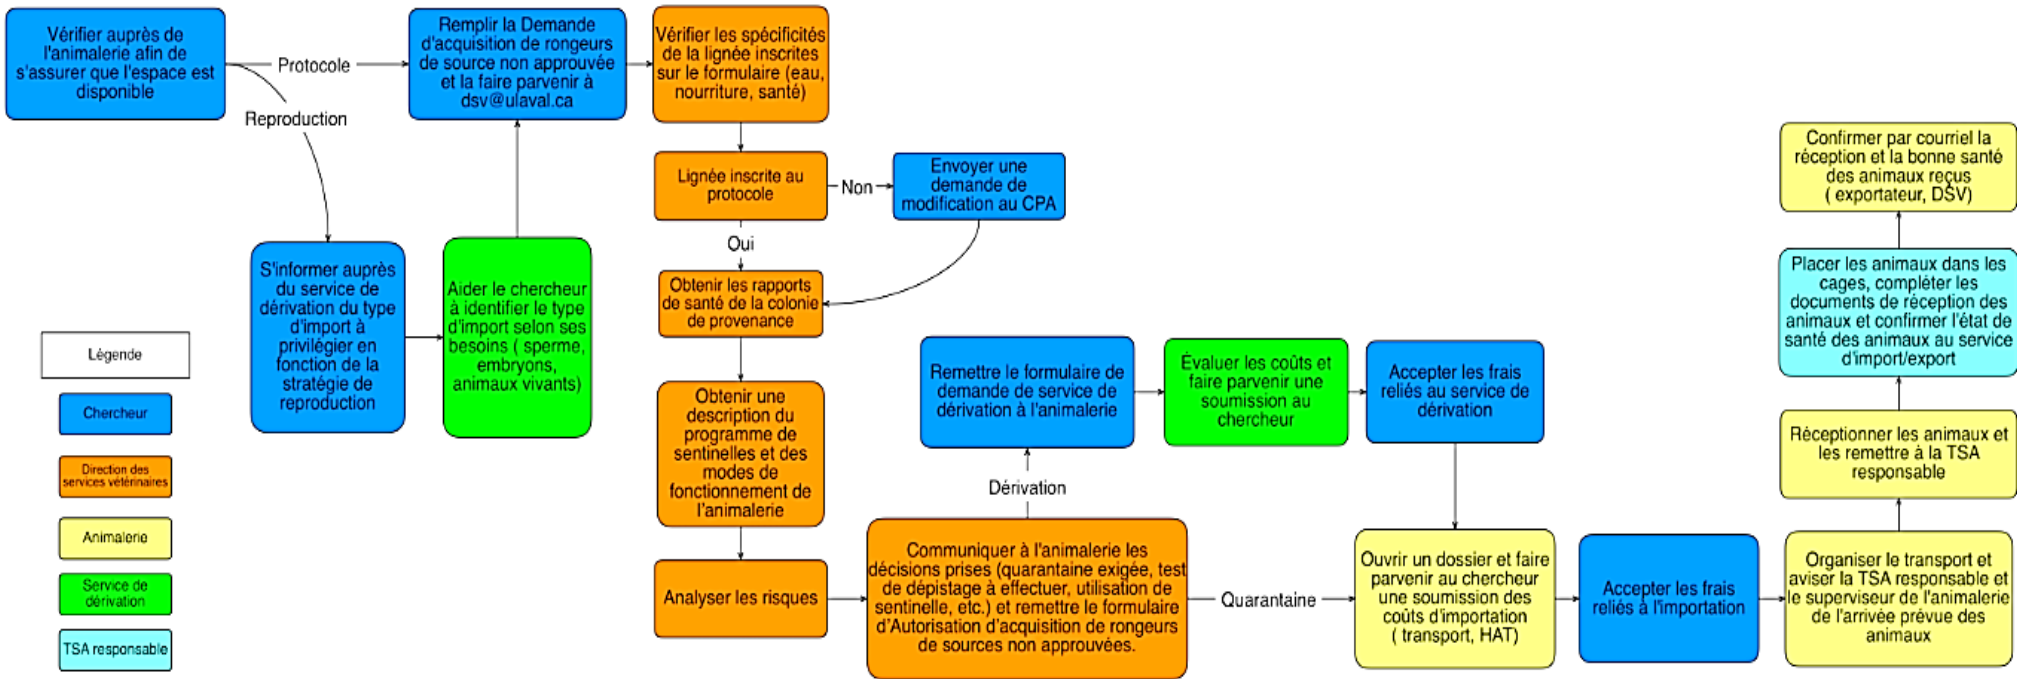 Vérifier auprès de
l'animalerie afin de
s'assurer que l'espace est
disponible
Protocole
Reproduction
Remplir la Demande
d'acquisition de rongeurs
de source non approuvée
et la faire parvenir à
dsv@ulaval.ca
Vérifier les spécificités
de la lignée inscrites
sur le formulaire (eau,
nourriture, santé)
Lignée inscrite au
protocole
Non
Envoyer une
demande de
modification au CPA
Oui
S'informer auprès
du service de
dérivation du type
d'import à
privilégier en
fonction de la
stratégie de
reproduction
Aider le chercheur
à identifier le type
d'import selon ses
besoins ( sperme,
embryons,
animaux vivants)
Obtenir les rapports
de santé de la colonie
de provenance
Obtenir une
description du
programme de
sentinelles et des
modes de
fonctionnement de
l'animalerie
Analyser les risques
Communiquer à l'animalerie les
décisions prises (quarantaine exigée, test
de dépistage à effectuer, utilisation de
sentinelle, etc.) et remettre le formulaire
d'Autorisation d'acquisition de rongeurs
de sources non approuvées.
Dérivation
Remettre le formulaire de
demande de service de
dérivation à l'animalerie
Évaluer les coûts et
faire parvenir une
soumission au
chercheur
Accepter les frais
reliés au service de
dérivation
Quarantaine
Ouvrir un dossier et faire
parvenir au chercheur
une soumission des
coûts d'importation
( transport, HAT)
Accepter les frais
reliés à l'importation
Organiser le transport et
aviser la TSA responsable et
le superviseur de l'animalerie
de l'arrivée prévue des
animaux
Réceptionner les animaux et
les remettre à la TSA
responsable
Placer les animaux dans les
cages, compléter les
documents de réception des
animaux et confirmer l'état de
santé des animaux au service
d'import/export
Confirmer par courriel la
réception et la bonne santé
des animaux reçus
( exportateur, DSV)
Légende
Chercheur
Direction des
services vétérinaires
Animalerie
Service de
dérivation
TSA responsable